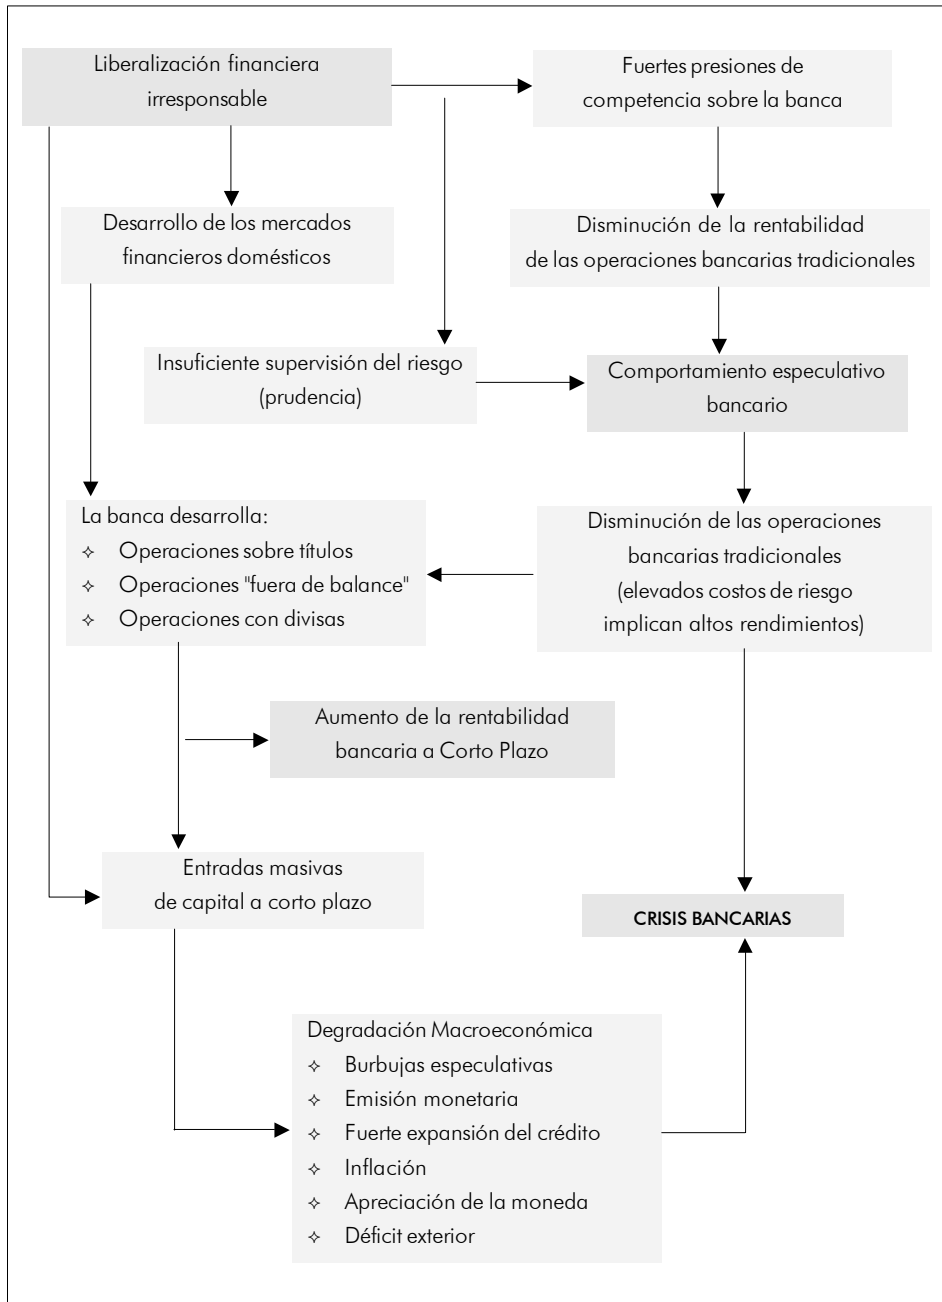 Liberalización financiera
irresponsable
Fuertes presiones de
competencia sobre la banca
Desarrollo de los mercados
financieros domésticos
Disminución de la rentabilidad
de las operaciones bancarias tradicionales
Insuficiente supervisión del riesgo
(prudencia)
Comportamiento especulativo
bancario
La banca desarrolla:
✧ Operaciones sobre títulos
✧ Operaciones "fuera de balance"
✧ Operaciones con divisas
Disminución de las operaciones
bancarias tradicionales
(elevados costos de riesgo
implican altos rendimientos)
Aumento de la rentabilidad
bancaria a Corto Plazo
Entradas masivas
de capital a corto plazo
CRISIS BANCARIAS
Degradación Macroeconómica
✧ Burbujas especulativas
✧ Emisión monetaria
✧ Fuerte expansión del crédito
✧ Inflación
✧ Apreciación de la moneda
✧ Déficit exterior